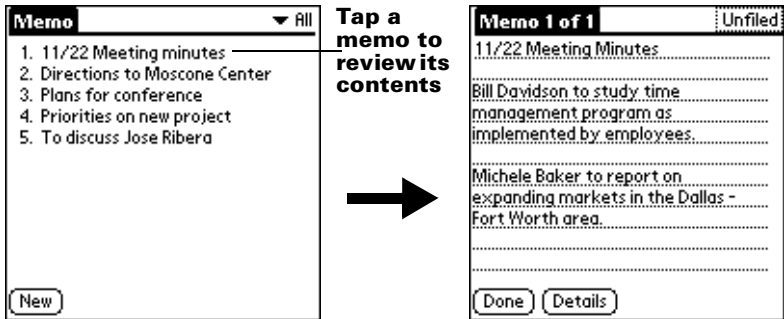 Memo
All
1. 11/22 Meeting minutes
2. Directions to Moscone Center
3. Plans for conference
4. Priorities on new project
5. To discuss Jose Ribera
New
Tap a
memo to
review its
contents
Memo 1 of 1
Unfiled
11/22 Meeting Minutes
Bill Davidson to study time
management program as
implemented by employees.
Michele Baker to report on
expanding markets in the Dallas -
Fort Worth area.
Done
Details